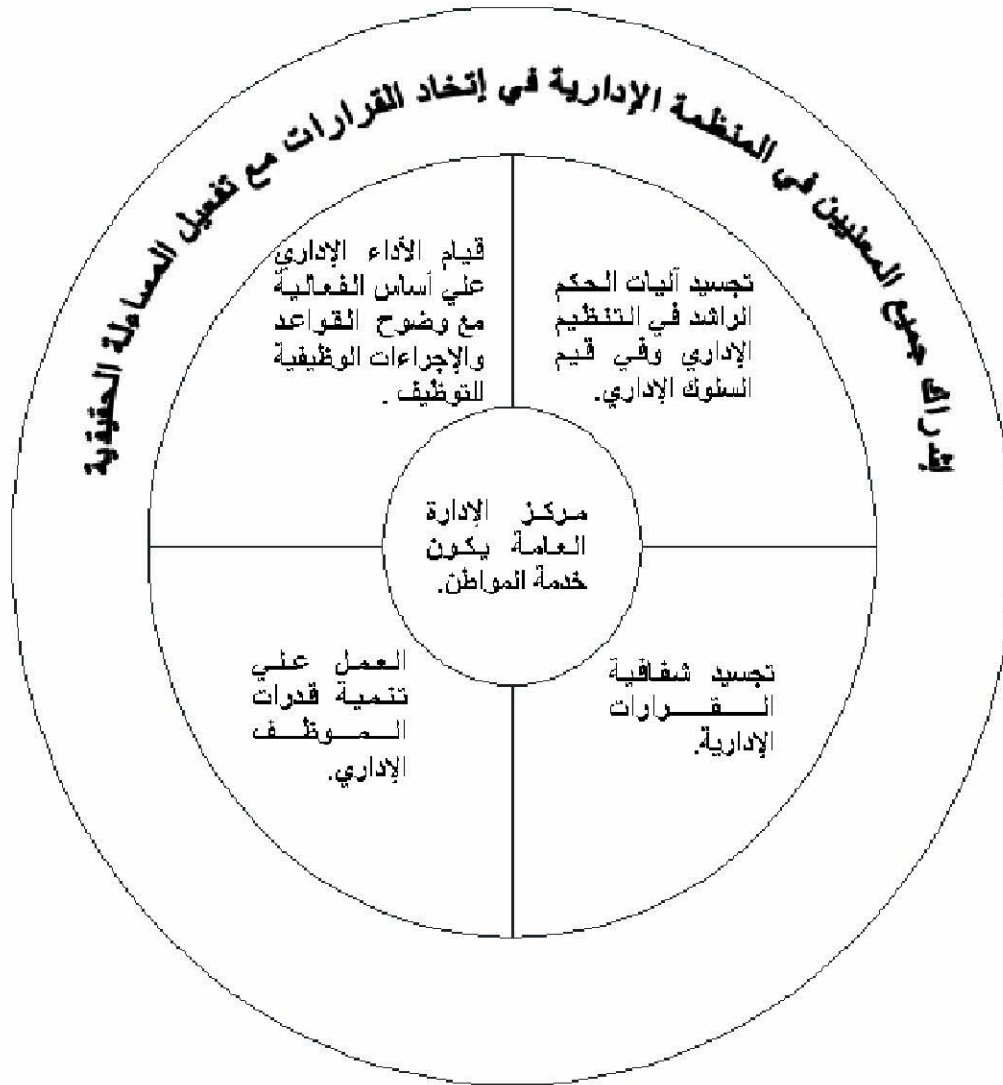 إشراك جميع المعنيين في المنظمة الإدارية في إتخاد القرارات مع تفعيل المساءلة الحقيقية
تجسيد آليات الحكم
الراشد في التنظيم
الإداري وفي قيم
السلوك الإداري.
قيام الأداء الإداري
علي أساس الفعالية
مع وضوح القواعد
والإجراءات الوظيفية
للتوظيف .
مركز الإدارة
العامة يكون
خدمة المواطن.
تجسيد شفافية
القرارات
الإدارية.
العمل علي
تنمية قدرات
الموظف
الإداري.